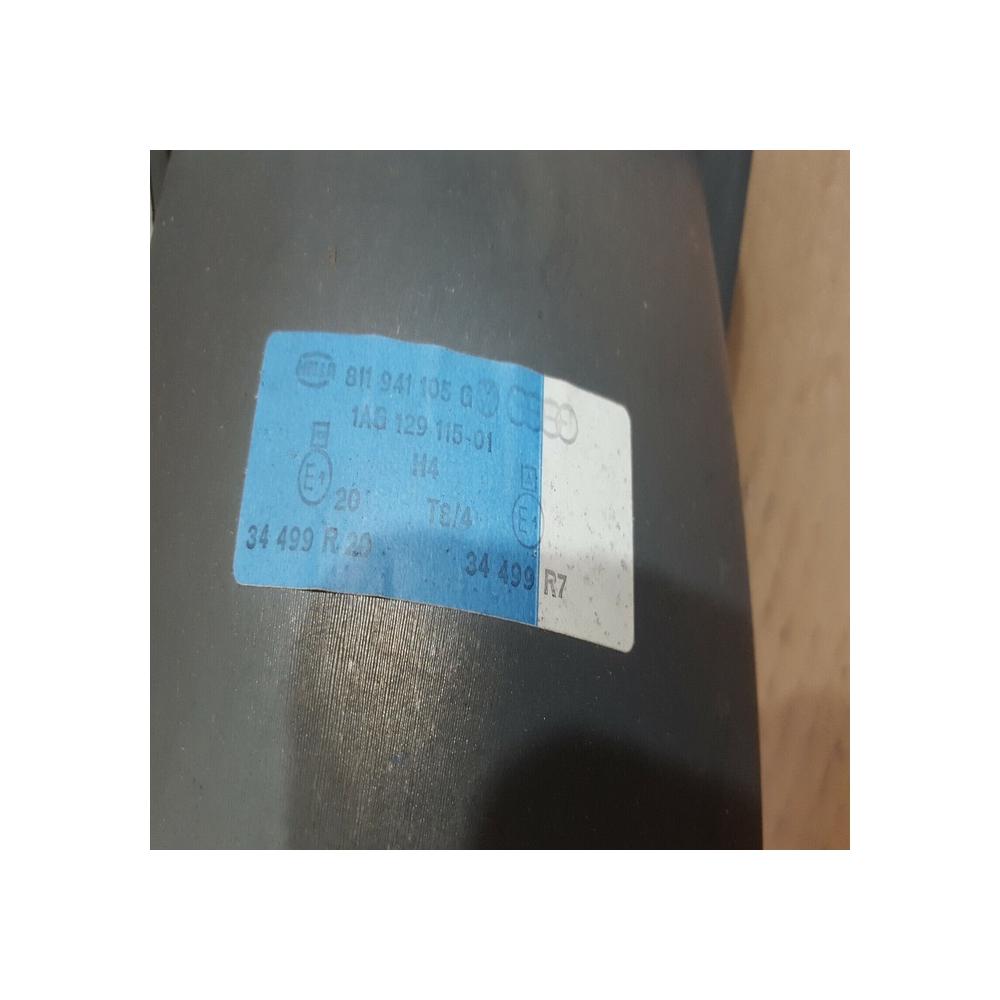 HELLA 811 941 105 G
1AG 129 115-01
H4
E1 20 T8/4 E1
34 499 R 20 34 499 R7